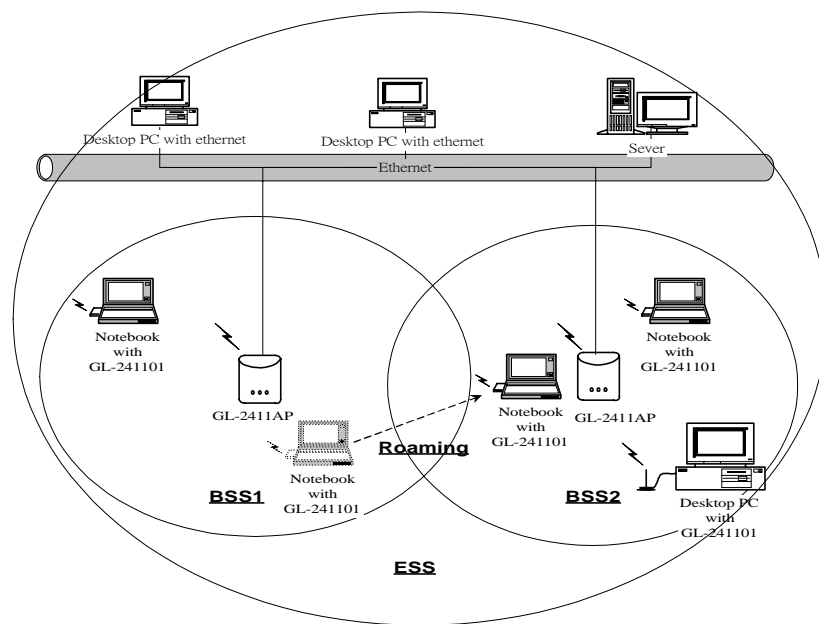 Desktop PC with ethernet
Desktop PC with ethernet
Sever
Ethernet
Notebook
with
GL-241101
GL-2411AP
Notebook
with
GL-241101
Roaming
BSS1
Notebook
with
GL-241101
GL-2411AP
Notebook
with
GL-241101
BSS2
Desktop PC
with
GL-241101
ESS